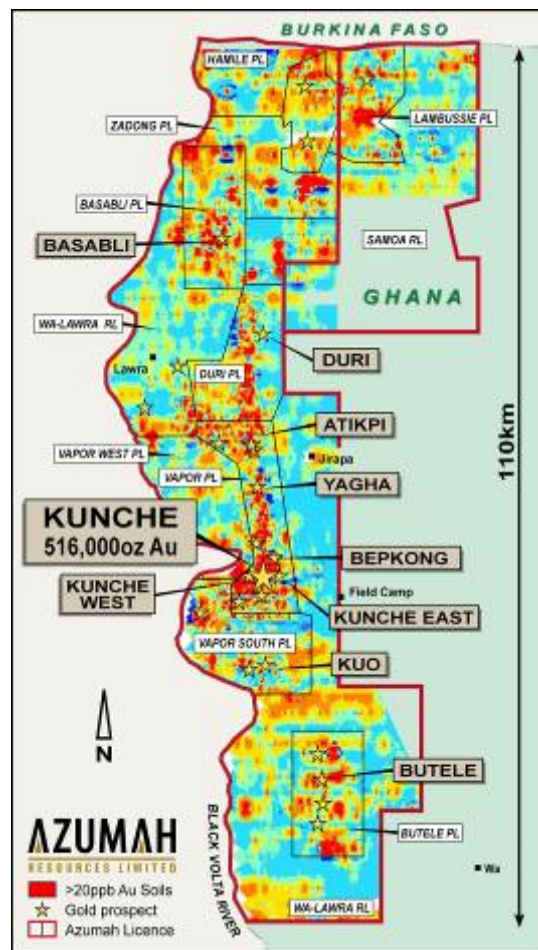 BURKINA FASO
HAMILE PL
ZADONG PL
LAMBUSSIE PL
BASABLI PL
BASABLI
SAMOA RL
GHANA
WA-LAWRA RL
DURI
Lawra
DURI PL
ATIKPI
110km
VAPOR WEST PL
Jirapa
VAPOR PL
YAGHA
KUNCHE
516,000oz Au
BEPKONG
KUNCHE
WEST
Field Camp
KUNCHE EAST
VAPOR SOUTH PL
KUO
N
BUTELE
BLACK VOLTA RIVER
BUTELE PL
Wa
WA-LAWRA RL
AZUMAH
RESOURCES LIMITED
>20ppb Au Soils
Gold prospect
Azumah Licence